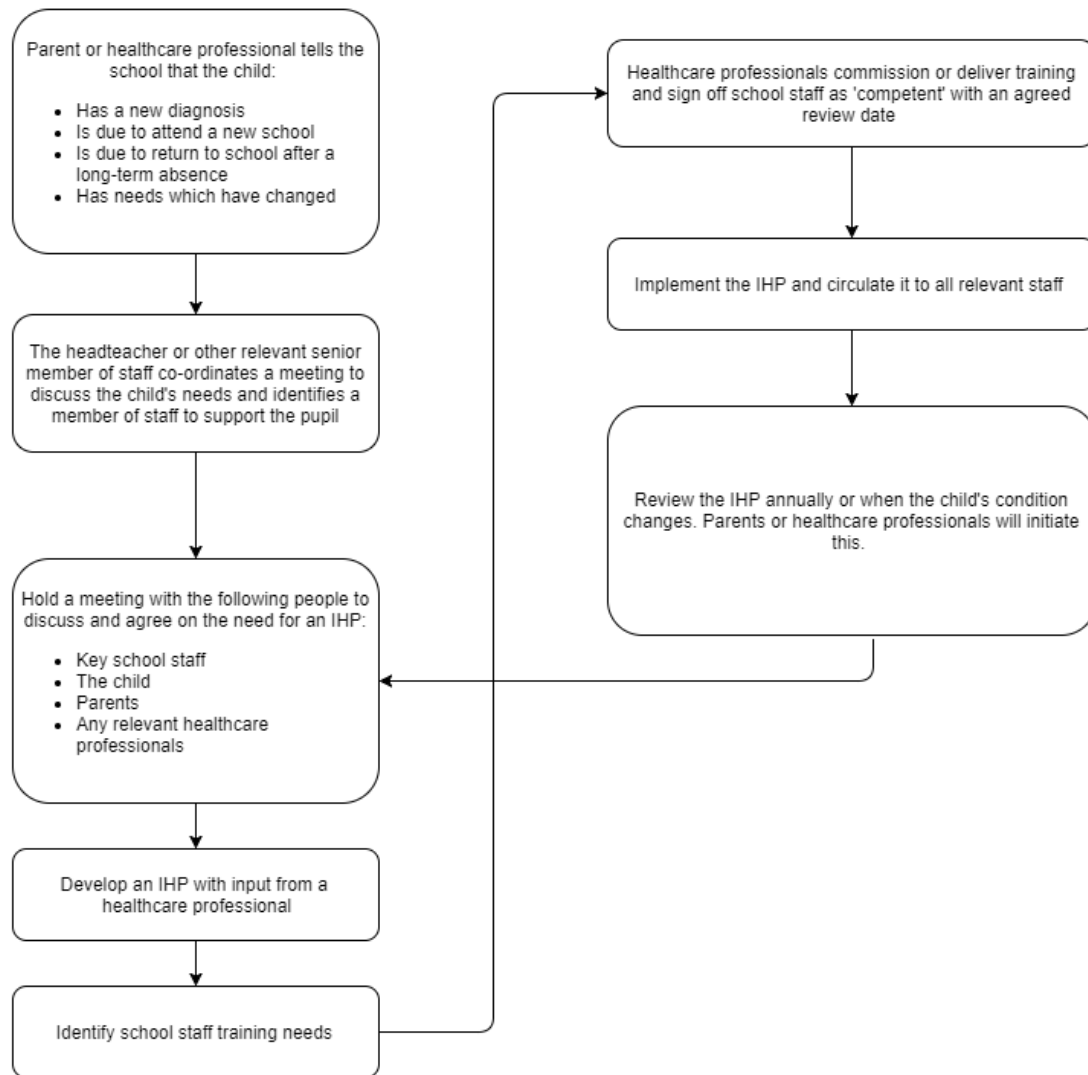 Parent or healthcare professional tells the
school that the child:
• Has a new diagnosis
• Is due to attend a new school
• Is due to return to school after a
long-term absence
• Has needs which have changed
The headteacher or other relevant senior
member of staff co-ordinates a meeting to
discuss the child's needs and identifies a
member of staff to support the pupil
Hold a meeting with the following people to
discuss and agree on the need for an IHP:
• Key school staff
• The child
• Parents
• Any relevant healthcare
professionals
Develop an IHP with input from a
healthcare professional
Identify school staff training needs
Healthcare professionals commission or deliver training
and sign off school staff as 'competent' with an agreed
review date
Implement the IHP and circulate it to all relevant staff
Review the IHP annually or when the child's condition
changes. Parents or healthcare professionals will initiate
this.